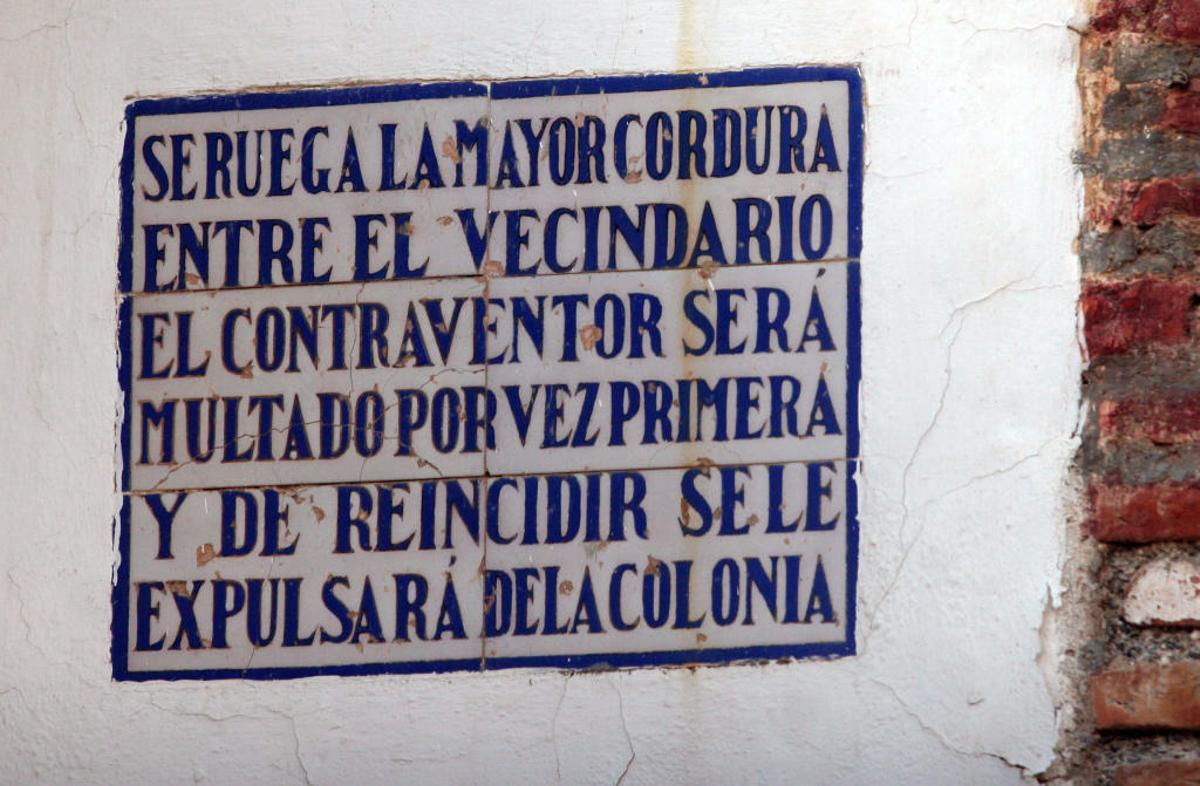 SE RUEGA LA MAYOR CORDURA
ENTRE EL VECINDARIO
EL CONTRAVENTOR SERÁ
MULTADO POR VEZ PRIMERA
Y DE REINCIDIR SE LE
EXPULSARÁ DE LA COLONIA